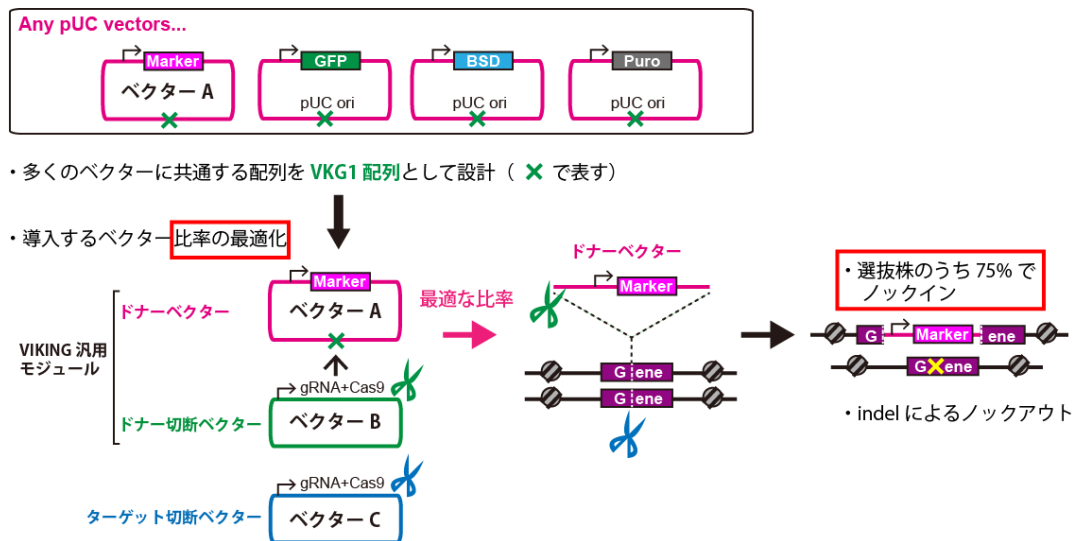 Any pUC vectors...
Marker
ベクター A
GFP
pUC ori
BSD
pUC ori
Puro
pUC ori
・多くのベクターに共通する配列を VKG1 配列として設計（ × で表す）
・導入するベクター比率の最適化
VIKING 汎用
モジュール
ドナーベクター
Marker
ベクター A
gRNA+Cas9
ドナー切断ベクター
ベクター B
gRNA+Cas9
ターゲット切断ベクター
ベクター C
最適な比率
ドナーベクター
Marker
G ene
G ene
・選抜株のうち 75% で
ノックイン
G Marker ene
G ene
・indel によるノックアウト